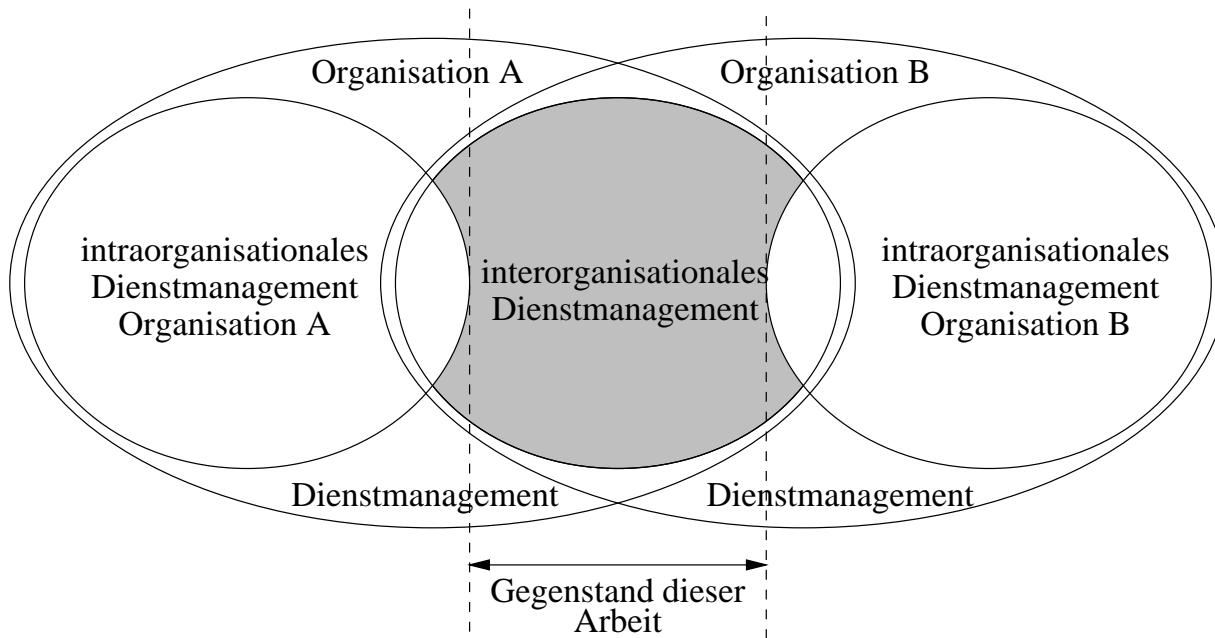 Organisation A
Organisation B
intraorganisationales
Dienstmanagement
Organisation A
interorganisationales
Dienstmanagement
intraorganisationales
Dienstmanagement
Organisation B
Dienstmanagement
Dienstmanagement
Gegenstand dieser
Arbeit